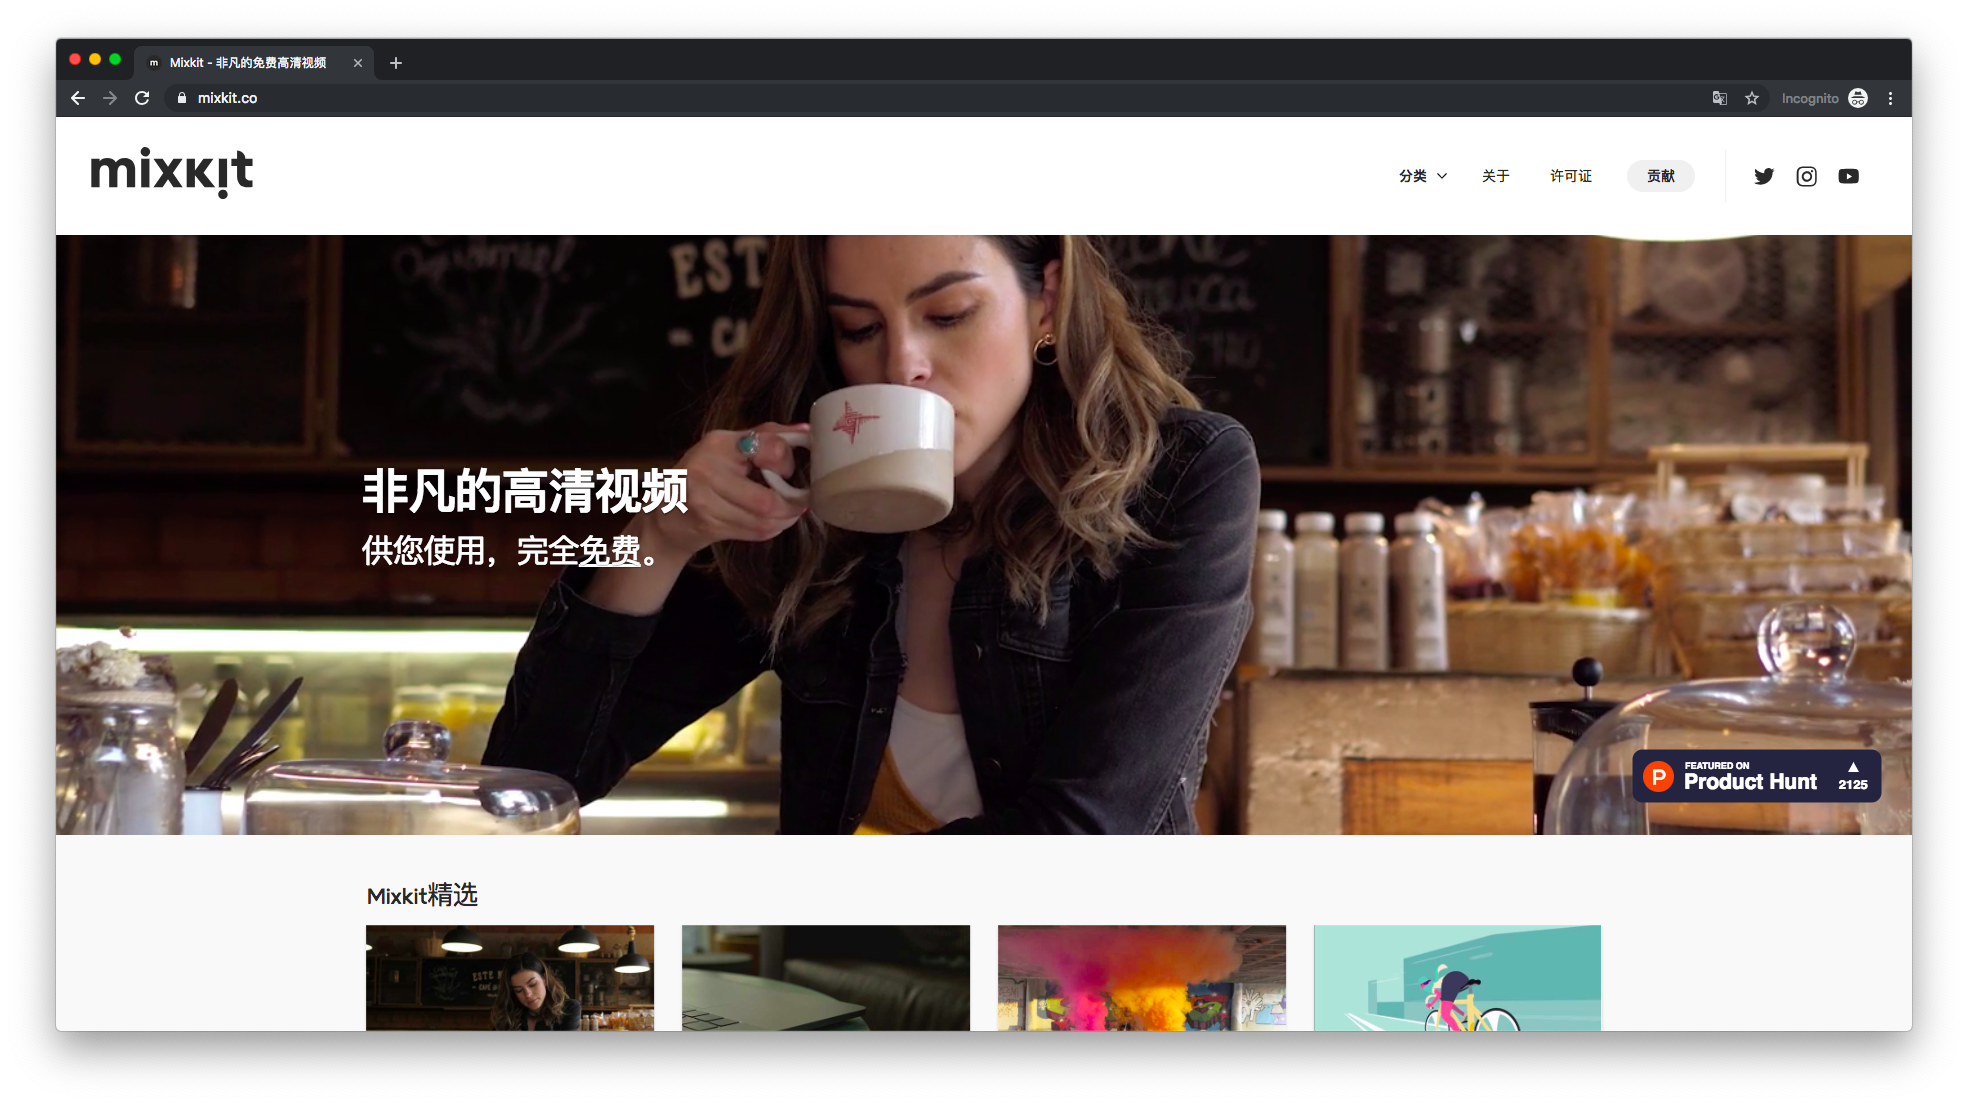 Mixkit - 非凡的免费高清视频
mixkit.co
Incognito
mixkit
分类
关于
许可证
贡献
EST
非凡的高清视频
供您使用，完全免费。
FEATURED ON
Product Hunt
2125
Mixkit精选